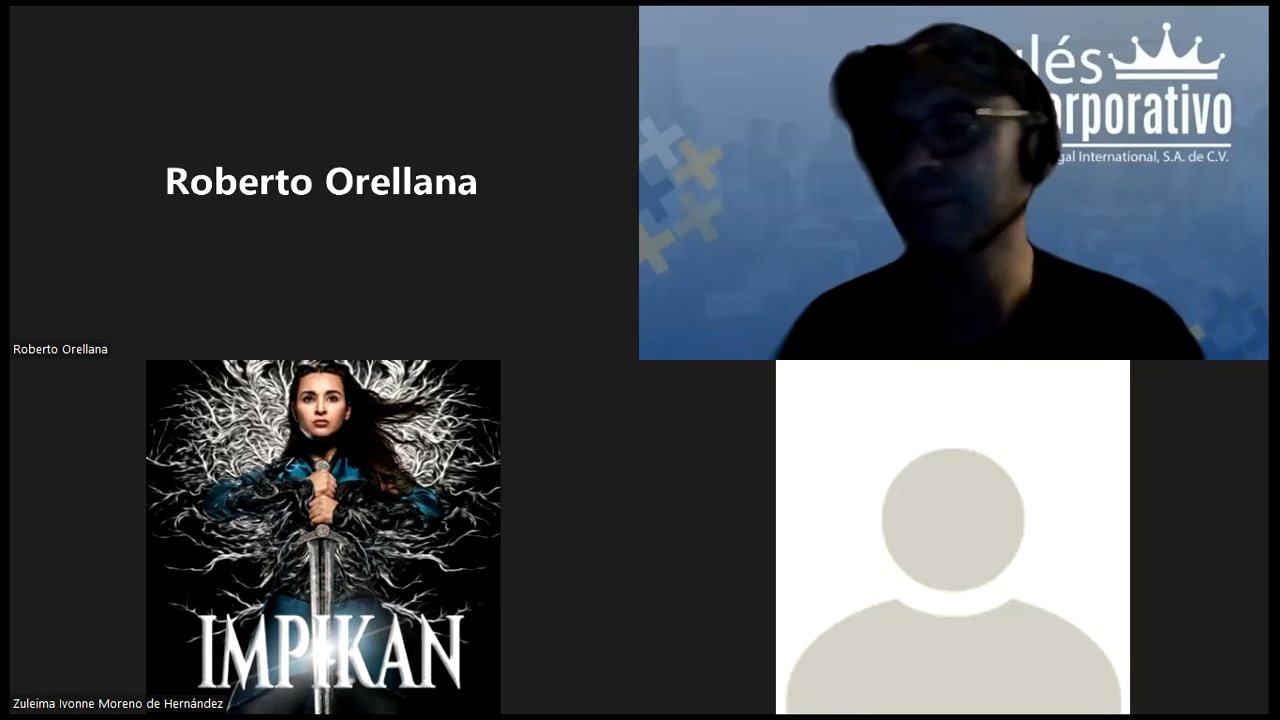 Roberto Orellana
lés
rporativo
gal International, S.A. de C.V.
Roberto Orellana
IMPIKAN
Zuleima Ivonne Moreno de Hernández